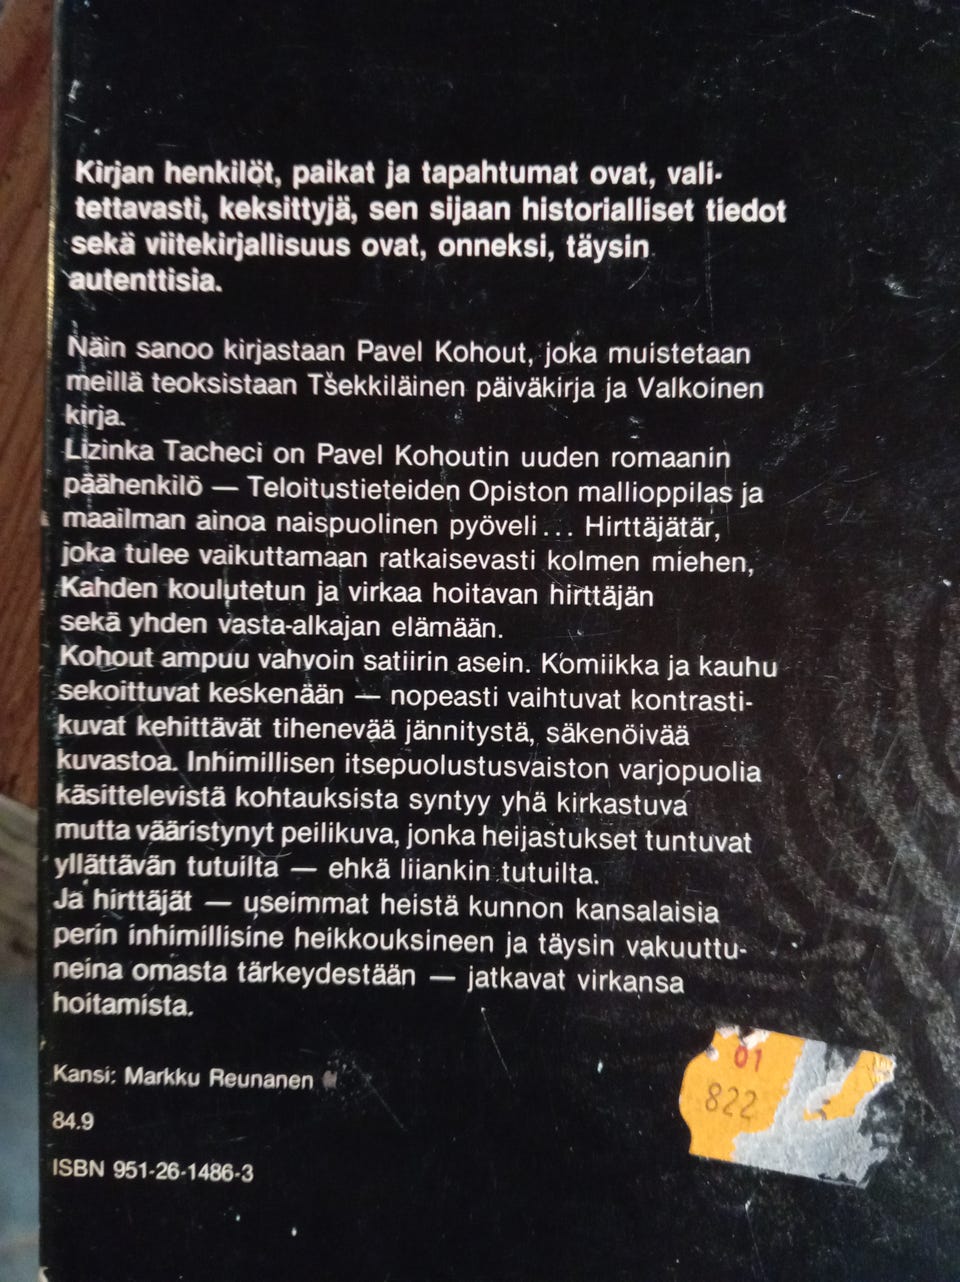 Kirjan henkilöt, paikat ja tapahtumat ovat, vali-
tettavasti, keksittyjä, sen sijaan historialliset tiedot
sekä viitekirjallisuus ovat, onneksi, täysin
autenttisia.
Näin sanoo kirjastaan Pavel Kohout, joka muistetaan
meillä teoksistaan Tšekkiläinen päiväkirja ja Valkoinen
kirja.
Lizinka Tacheci on Pavel Kohoutin uuden romaanin
päähenkilö — Teloitustieteiden Opiston mallioppilas ja
maailman ainoa naispuolinen pyöveli... Hirttäjätär,
joka tulee vaikuttamaan ratkaisevasti kolmen miehen,
Kahden koulutetun ja virkaa hoitavan hirttäjän
sekä yhden vasta-alkajan elämään.
Kohout ampuu vahvoin satiirin asein. Komiikka ja kauhu
sekoittuvat keskenään — nopeasti vaihtuvat kontrasti-
kuvat kehittävät tihenevää jännitystä, säkenöivää
kuvastoa. Inhimillisen itsepuolustusvaiston varjopuolia
käsittelevistä kohtauksista syntyy yhä kirkastuva
mutta vääristynyt peilikuva, jonka heijastukset tuntuvat
yllättävän tutuilta — ehkä liiankin tutuilta.
Ja hirttäjät — useimmat heistä kunnon kansalaisia
perin inhimillisine heikkouksineen ja täysin vakuuttu-
neina omasta tärkeydestään — jatkavat virkansa
hoitamista.
Kansi: Markku Reunanen
84.9
ISBN 951-26-1486-3
01
822